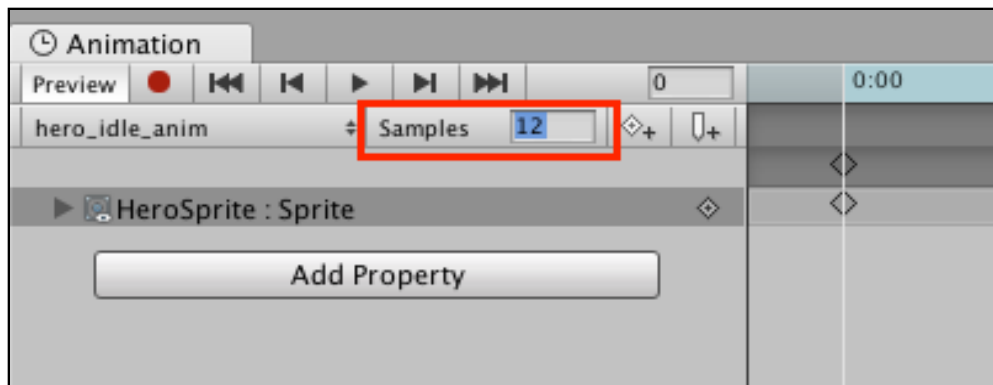 Animation
Preview 0 0:00
hero_idle_anim Samples 12
HeroSprite : Sprite
Add Property